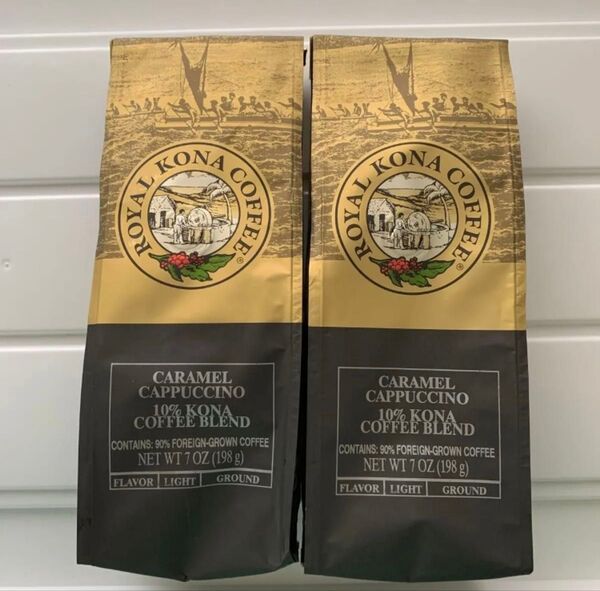 ROYAL KONA COFFEE®
CARAMEL
CAPPUCCINO
10% KONA
COFFEE BLEND
CONTAINS: 90% FOREIGN-GROWN COFFEE
NET WT 7 OZ (198 g)
FLAVOR LIGHT GROUND
ROYAL KONA COFFEE®
CARAMEL
CAPPUCCINO
10% KONA
COFFEE BLEND
CONTAINS: 90% FOREIGN-GROWN COFFEE
NET WT 7 OZ (198 g)
FLAVOR LIGHT GROUND